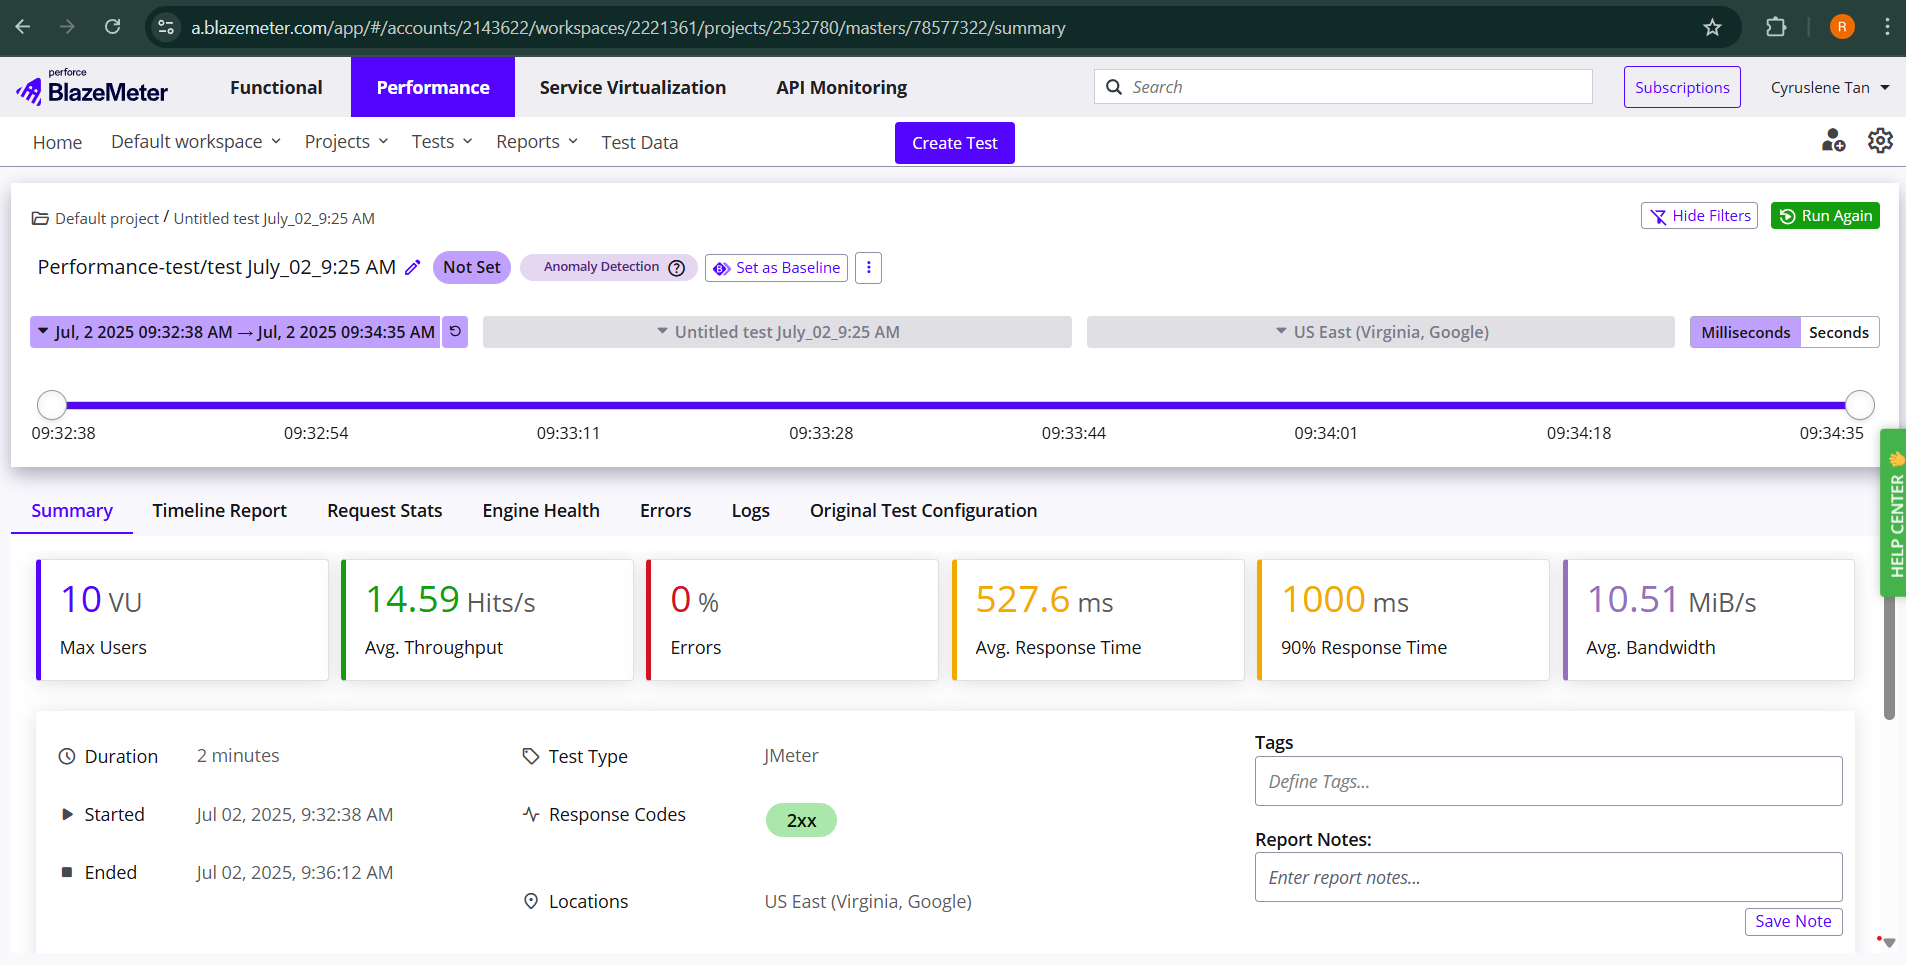 a.blazemeter.com/app/#/accounts/2143622/workspaces/2221361/projects/2532780/masters/78577322/summary
R
perforce
BlazeMeter
Functional
Performance
Service Virtualization
API Monitoring
Search
Subscriptions
Cyruslene Tan
Home
Default workspace
Projects
Tests
Reports
Test Data
Create Test
Default project / Untitled test July_02_9:25 AM
Hide Filters
Run Again
Performance-test/test July_02_9:25 AM
Not Set
Anomaly Detection ?
Set as Baseline
Jul, 2 2025 09:32:38 AM → Jul, 2 2025 09:34:35 AM
Untitled test July_02_9:25 AM
US East (Virginia, Google)
Milliseconds
Seconds
09:32:38
09:32:54
09:33:11
09:33:28
09:33:44
09:34:01
09:34:18
09:34:35
HELP CENTER
Summary
Timeline Report
Request Stats
Engine Health
Errors
Logs
Original Test Configuration
10 VU
Max Users
14.59 Hits/s
Avg. Throughput
0 %
Errors
527.6 ms
Avg. Response Time
1000 ms
90% Response Time
10.51 MiB/s
Avg. Bandwidth
Duration
2 minutes
Started
Jul 02, 2025, 9:32:38 AM
Ended
Jul 02, 2025, 9:36:12 AM
Test Type
JMeter
Response Codes
2xx
Locations
US East (Virginia, Google)
Tags
Define Tags...
Report Notes:
Enter report notes...
Save Note